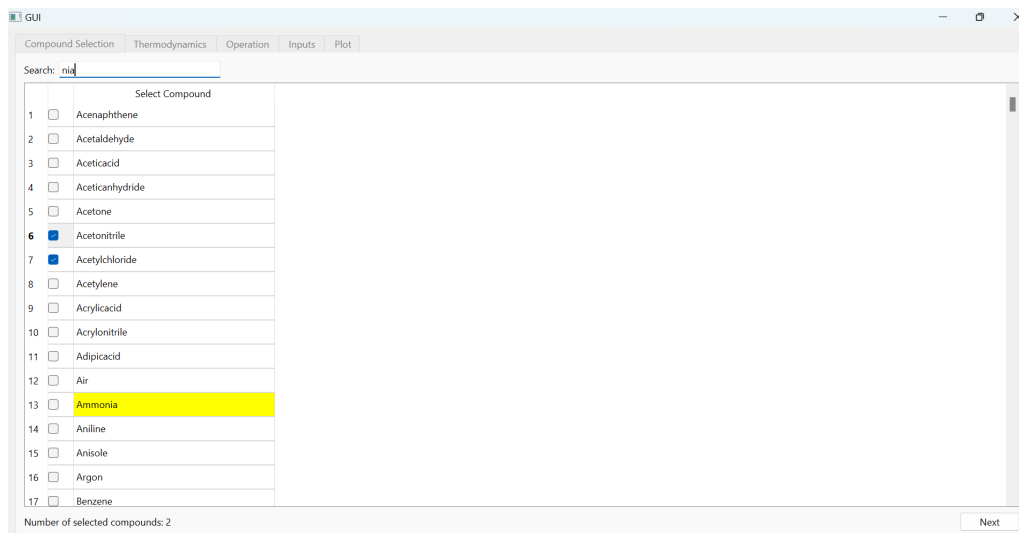 GUI
Compound Selection Thermodynamics Operation Inputs Plot
Search: nia
Select Compound
1 Acenaphthene
2 Acetaldehyde
3 Aceticacid
4 Aceticanhydride
5 Acetone
6 Acetonitrile
7 Acetylchloride
8 Acetylene
9 Acrylicacid
10 Acrylonitrile
11 Adipicacid
12 Air
13 Ammonia
14 Aniline
15 Anisole
16 Argon
17 Benzene
Number of selected compounds: 2 Next